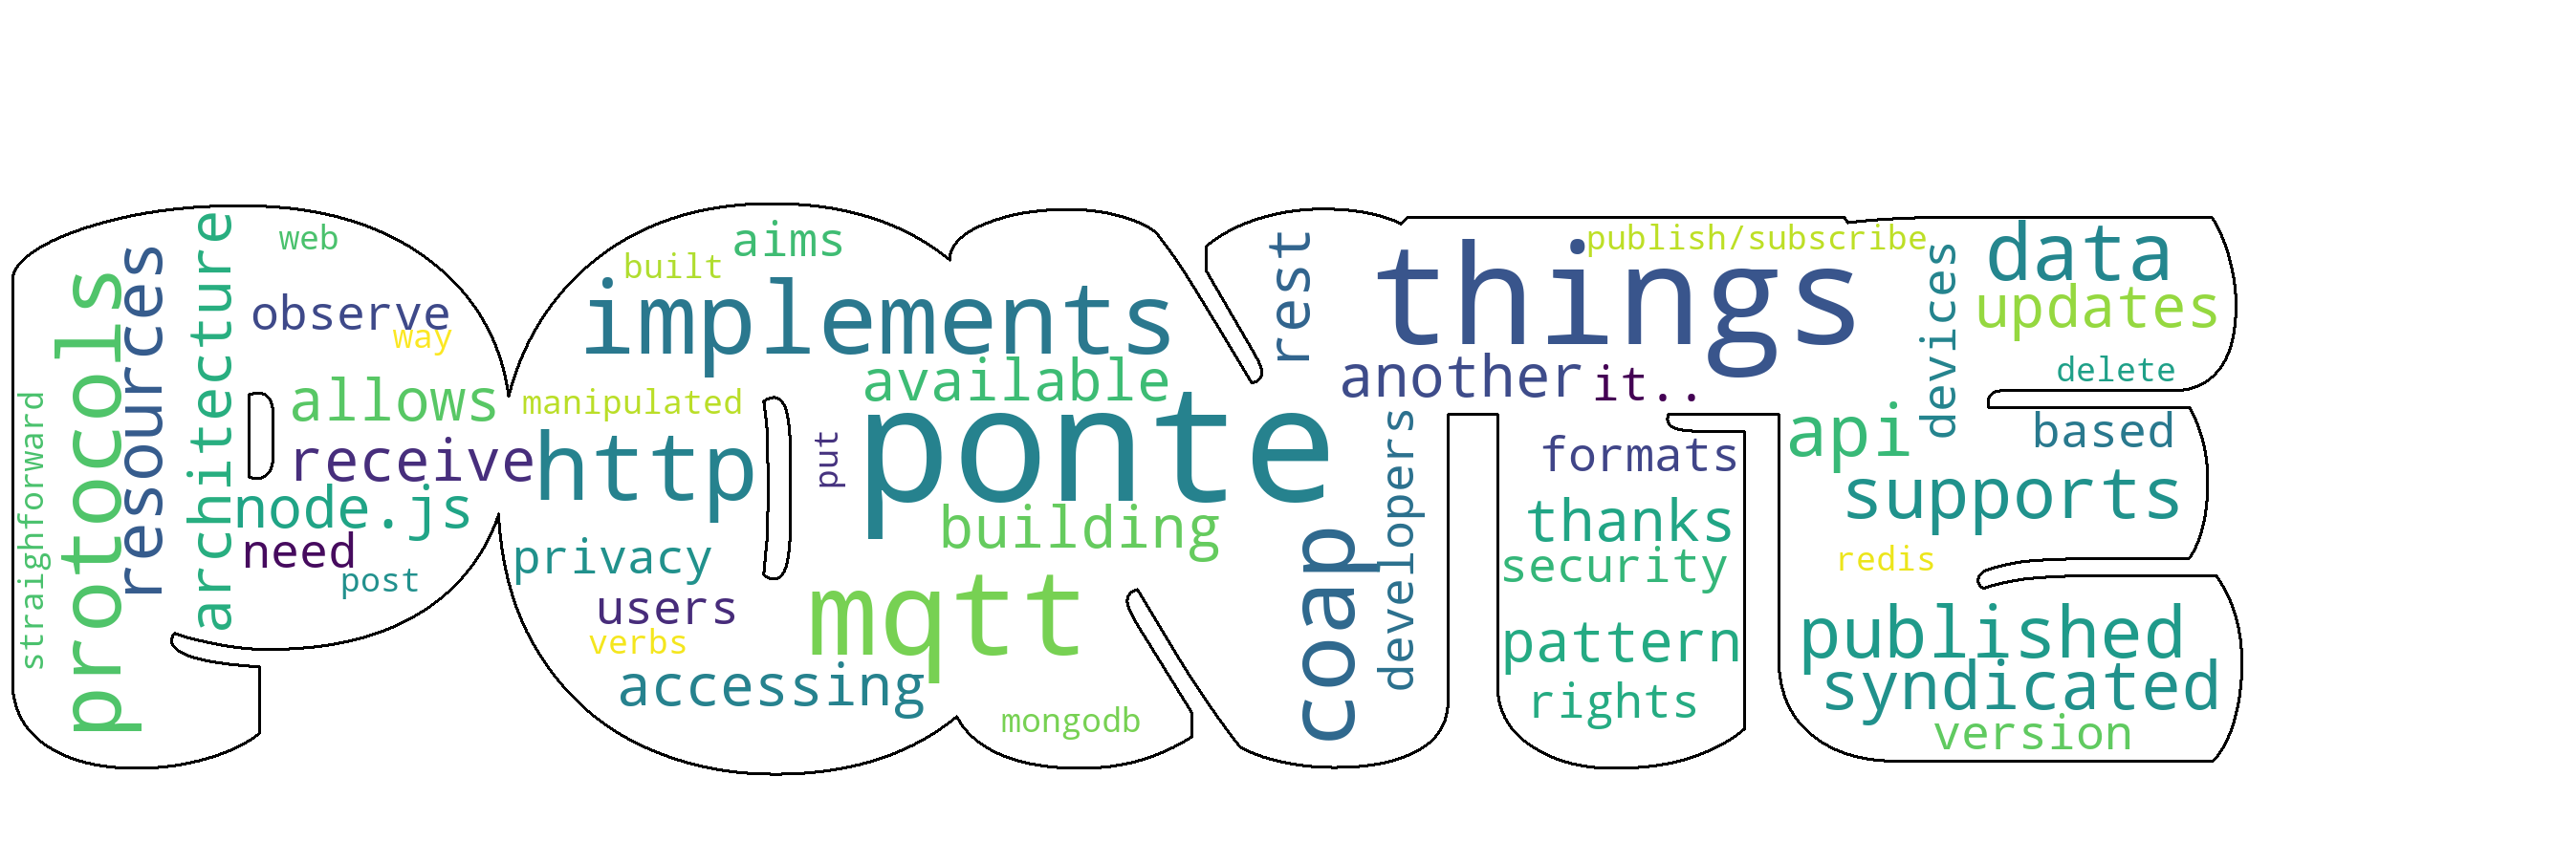 straighforward
protocols
resources
architecture
web
observe
way
allows
receive
node.js
need
post
aims
built
implements
available
manipulated
http
put
ponte
building
privacy
users
mqtt
verbs
accessing
mongodb
rest
things
publish/subscribe
another
it..
coap
developers
formats
thanks
security
pattern
rights
devices
data
updates
delete
api
based
supports
redis
published
syndicated
version